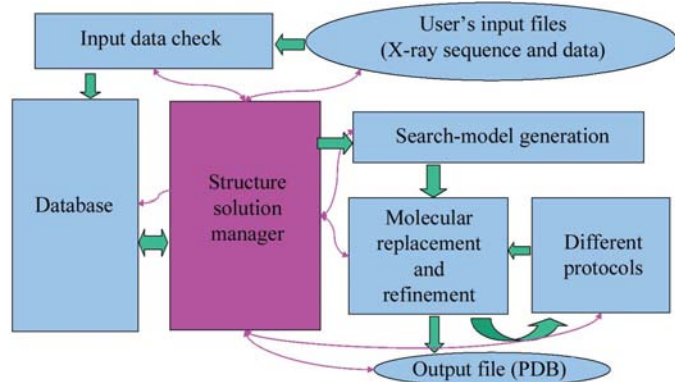 Input data check
User's input files
(X-ray sequence and data)
Database
Structure
solution
manager
Search-model generation
Molecular
replacement
and
refinement
Different
protocols
Output file (PDB)